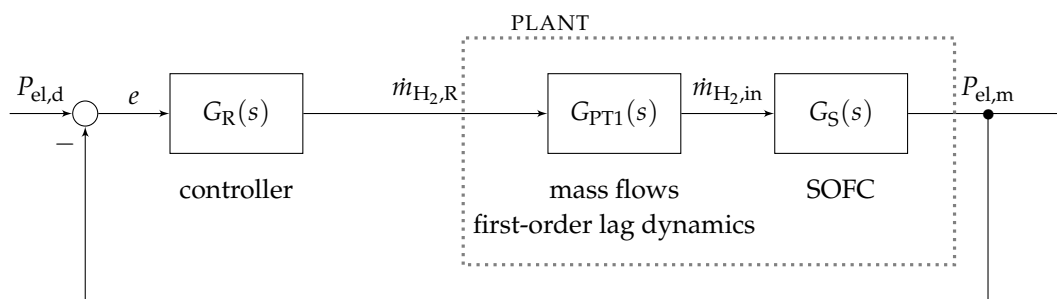 PLANT
P_el,d
e
G_R(s)
ṁ_H₂,R
G_PT1(s)
ṁ_H₂,in
G_S(s)
P_el,m
−
controller
mass flows
SOFC
first-order lag dynamics